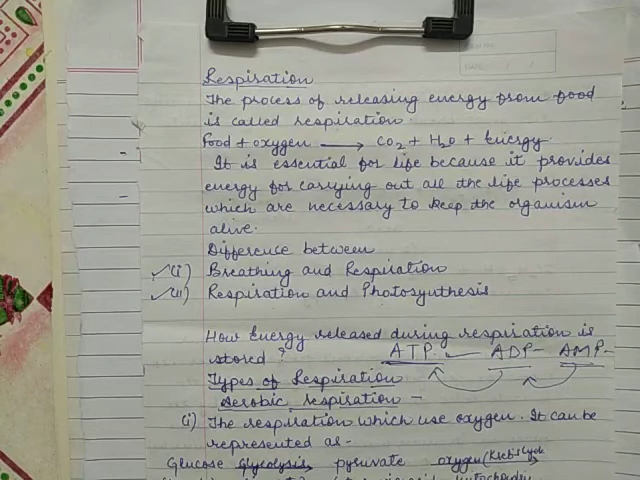 Respiration
The process of releasing energy from food
is called respiration.
Food + oxygen ⟶ CO2 + H2O + Energy.
It is essential for life because it provides
energy for carrying out all the life processes
which are necessary to keep the organism
alive.
Difference between
(i) Breathing and Respiration
(ii) Respiration and Photosynthesis
How Energy released during respiration is
stored? ATP ADP AMP
Types of Respiration
Aerobic respiration -
(i) The respiration which use oxygen. It can be
represented as -
Glucose Glycolysis pyruvate oxygen (Kreb's Cycle